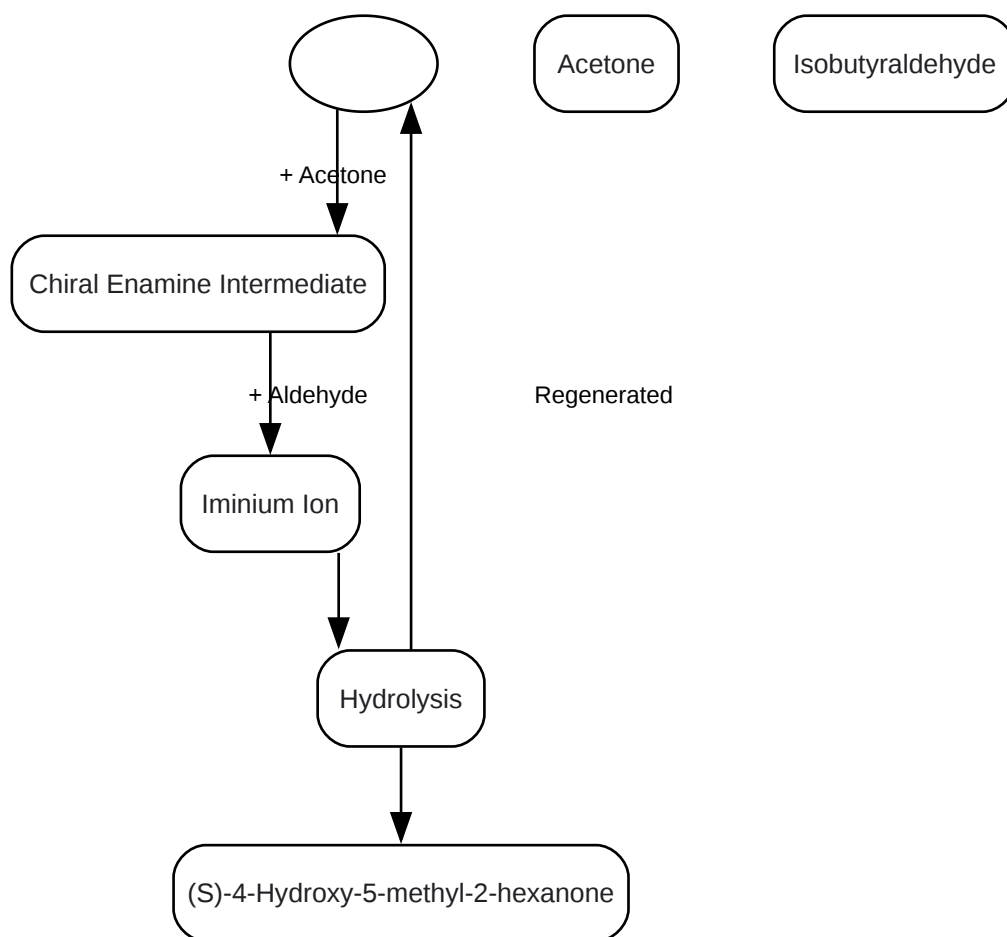 Acetone
Isobutyraldehyde
+ Acetone
Chiral Enamine Intermediate
+ Aldehyde
Regenerated
Iminium Ion
Hydrolysis
(S)-4-Hydroxy-5-methyl-2-hexanone